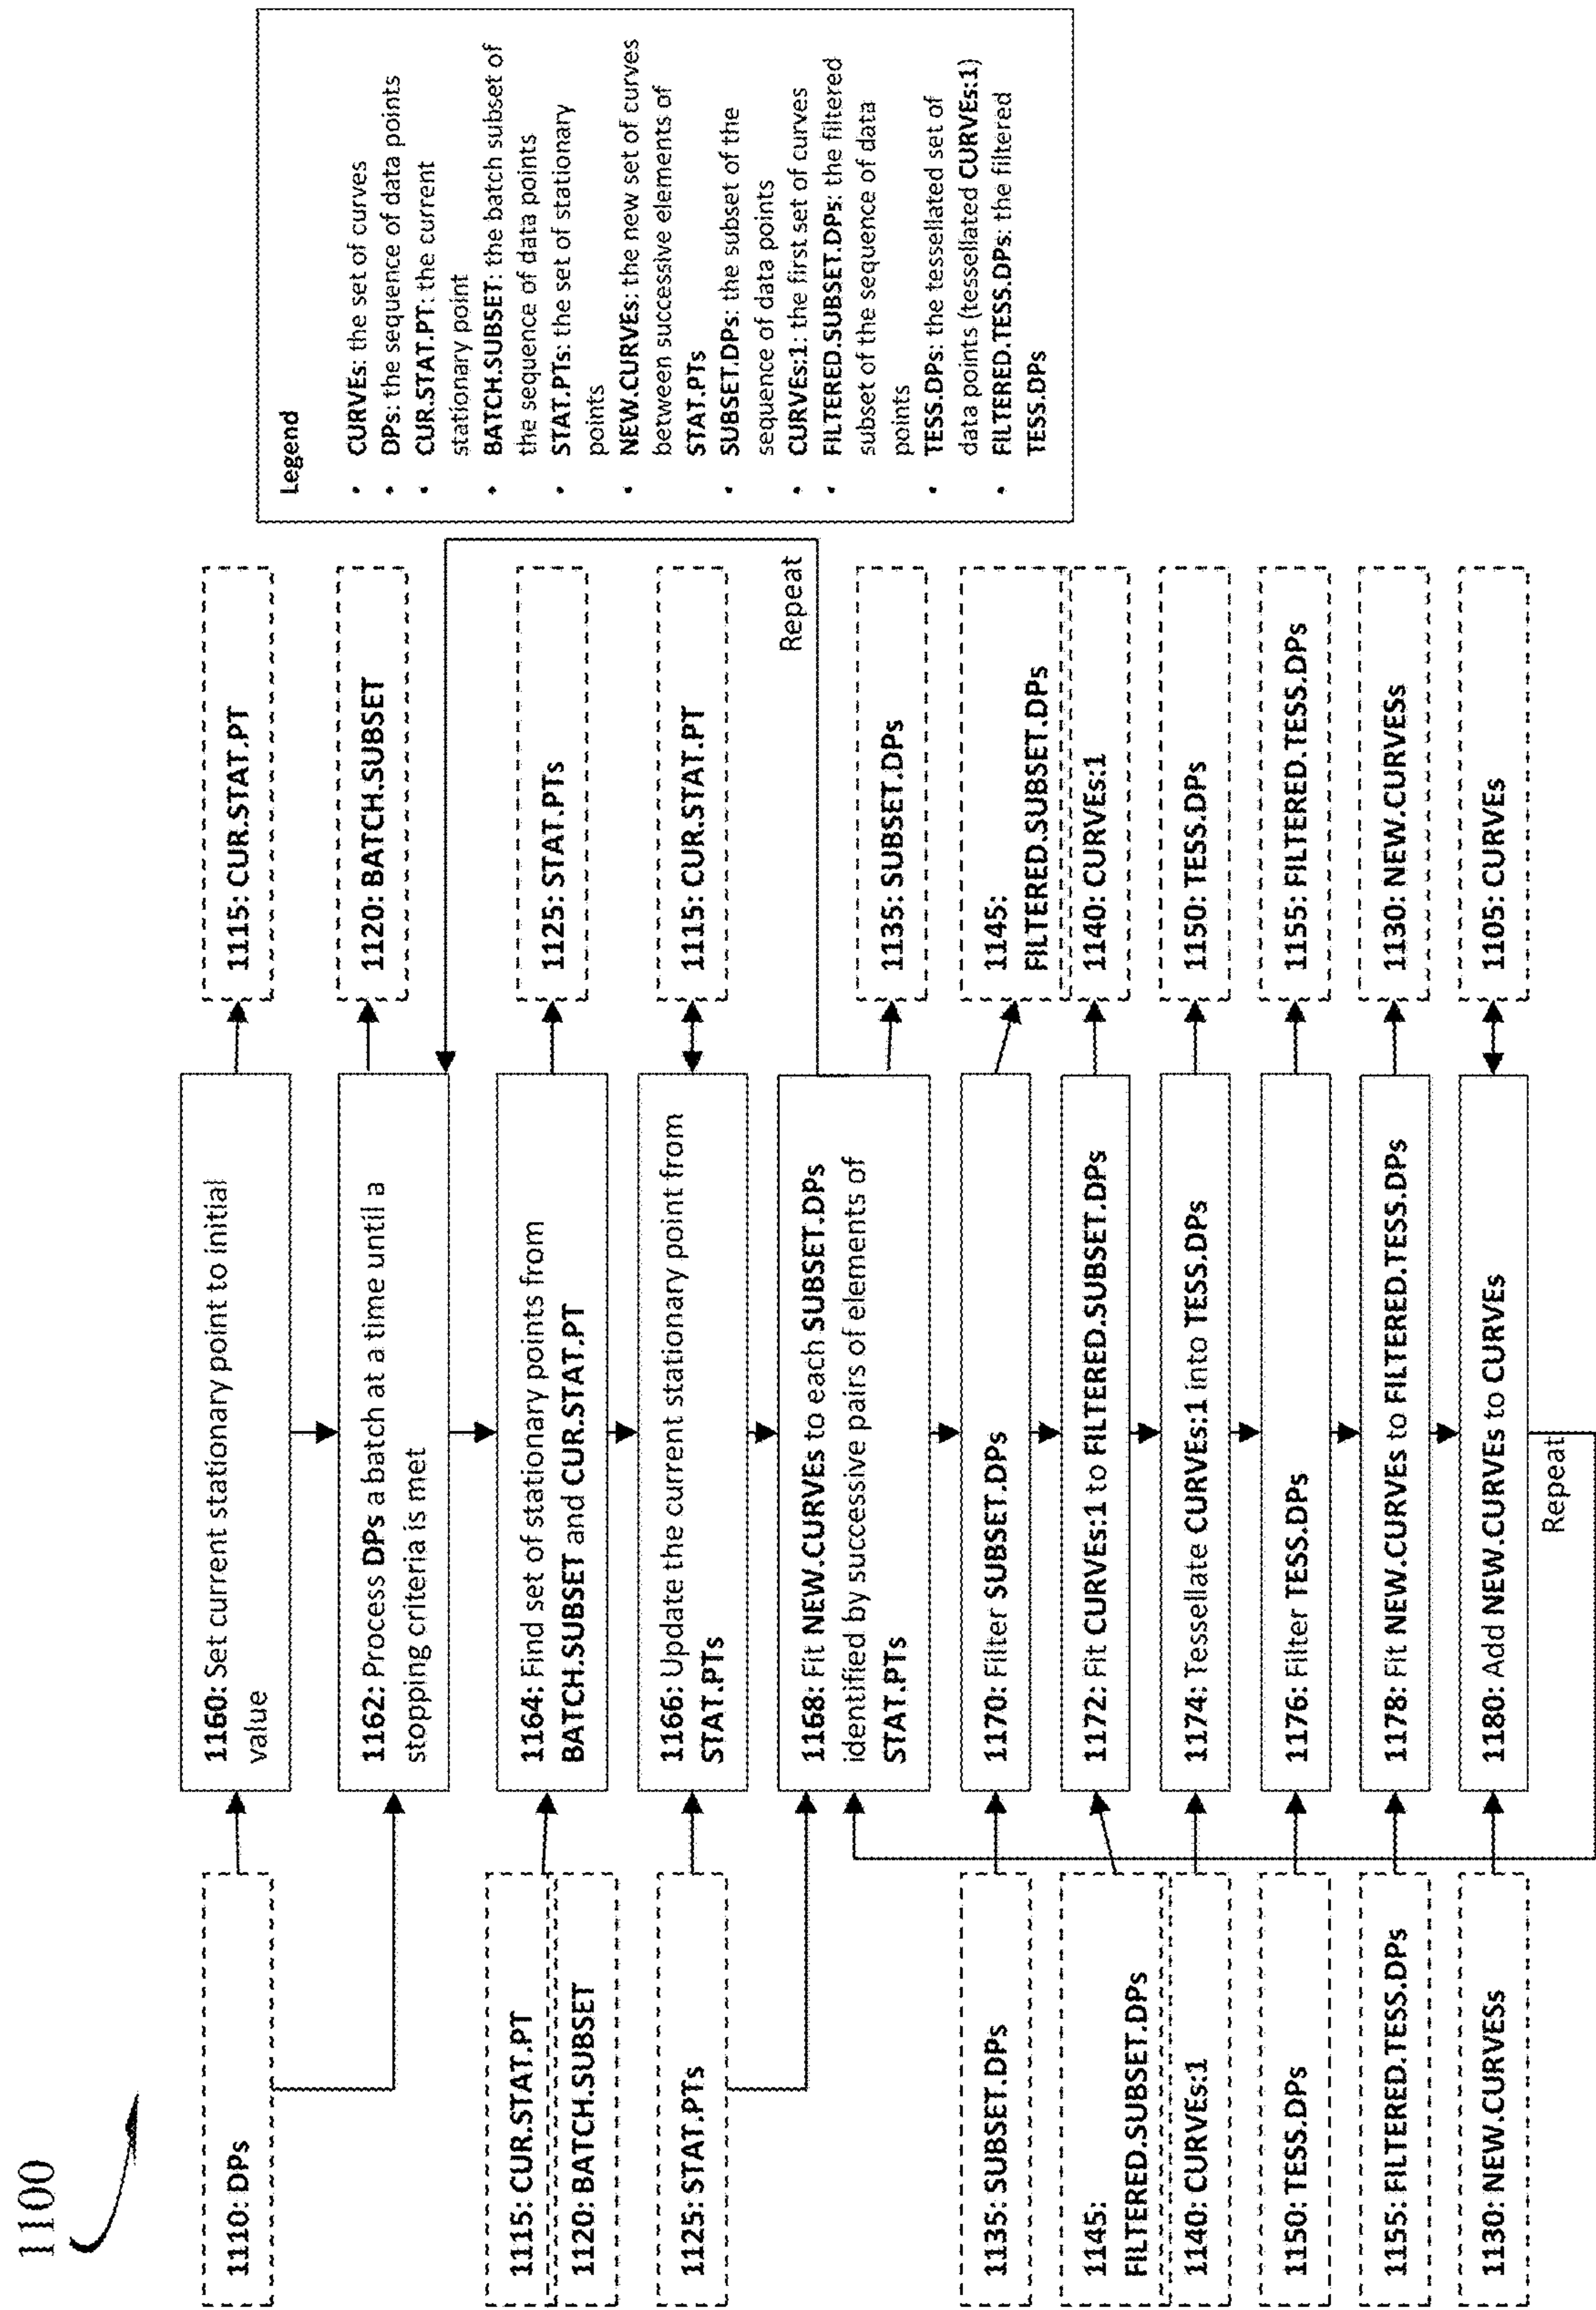 1100
1110: DPs
1160: Set current stationary point to initial
value
1115: CUR.STAT.PT
1162: Process DPs a batch at a time until a
stopping criteria is met
1120: BATCH.SUBSET
1115: CUR.STAT.PT
1120: BATCH.SUBSET
1164: Find set of stationary points from
BATCH.SUBSET and CUR.STAT.PT
1125: STAT.PTs
1125: STAT.PTs
1166: Update the current stationary point from
STAT.PTs
1115: CUR.STAT.PT
1168: Fit NEW.CURVEs to each SUBSET.DPs
identified by successive pairs of elements of
STAT.PTs
Repeat
1135: SUBSET.DPs
1135: SUBSET.DPs
1170: Filter SUBSET.DPs
1145:
FILTERED.SUBSET.DPs
1145:
FILTERED.SUBSET.DPs
1172: Fit CURVEs:1 to FILTERED.SUBSET.DPs
1140: CURVEs:1
1140: CURVEs:1
1174: Tessellate CURVEs:1 into TESS.DPs
1150: TESS.DPs
1150: TESS.DPs
1176: Filter TESS.DPs
1155: FILTERED.TESS.DPs
1155: FILTERED.TESS.DPs
1178: Fit NEW.CURVEs to FILTERED.TESS.DPs
1130: NEW.CURVESs
1130: NEW.CURVESs
1180: Add NEW.CURVEs to CURVEs
1105: CURVEs
Repeat
Legend
• CURVEs: the set of curves
• DPs: the sequence of data points
• CUR.STAT.PT: the current
stationary point
• BATCH.SUBSET: the batch subset of
the sequence of data points
• STAT.PTs: the set of stationary
points
• NEW.CURVEs: the new set of curves
between successive elements of
STAT.PTs
• SUBSET.DPs: the subset of the
sequence of data points
• CURVEs:1: the first set of curves
• FILTERED.SUBSET.DPs: the filtered
subset of the sequence of data
points
• TESS.DPs: the tessellated set of
data points (tessellated CURVEs:1)
• FILTERED.TESS.DPs: the filtered
TESS.DPs